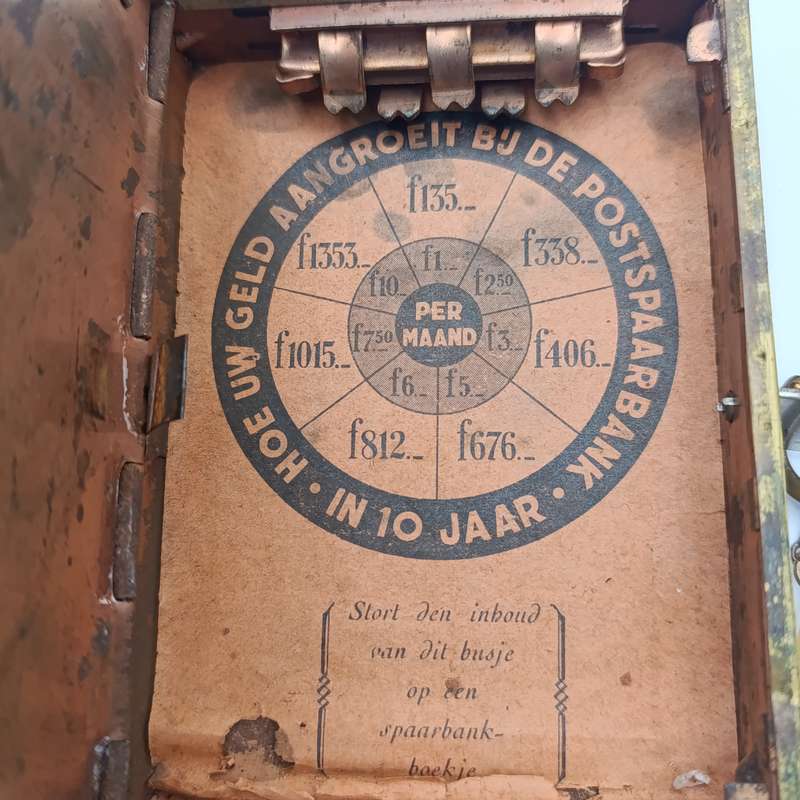 HOE UW GELD AANGROEIT BIJ DE POSTSPAARBANK
• IN 10 JAAR •
f135.–
f338.–
f406.–
f676.–
f812.–
f1015.–
f1353.–
f1.–
f2.50
f3.–
f5.–
f6.–
f7.50
f10.–
PER
MAAND
Stort den inhoud
van dit busje
op een
spaarbank-
boekje